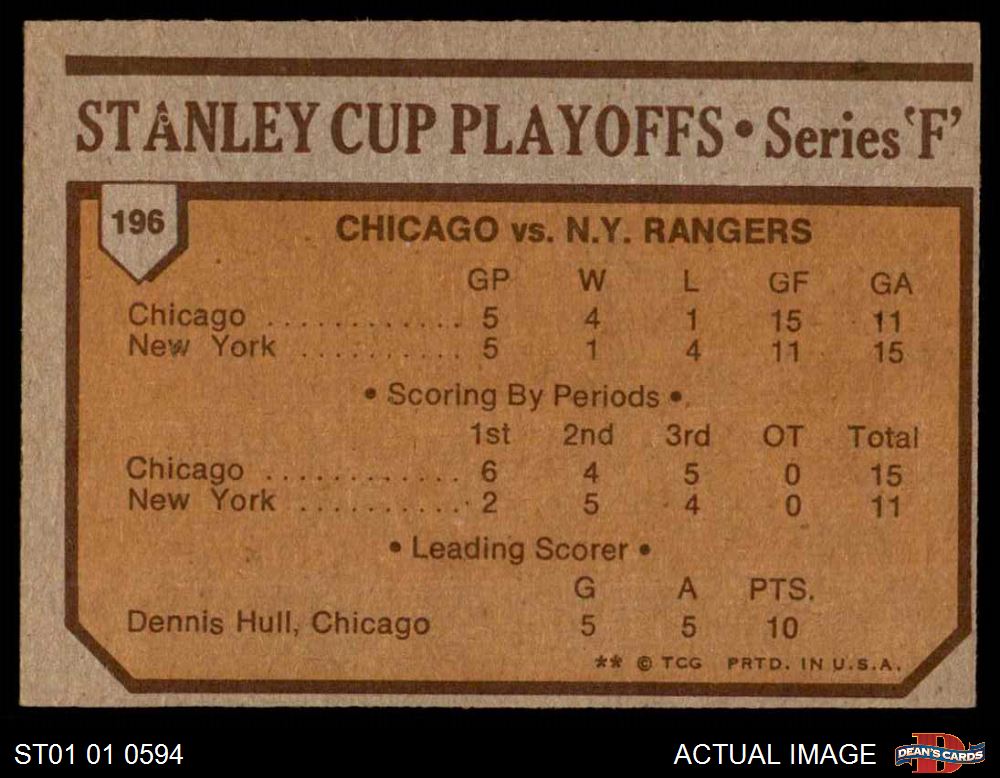 STANLEY CUP PLAYOFFS • Series 'F'
196
CHICAGO vs. N.Y. RANGERS
GP W L GF GA
Chicago ............ 5 4 1 15 11
New York .......... 5 1 4 11 15
• Scoring By Periods •
1st 2nd 3rd OT Total
Chicago ............ 6 4 5 0 15
New York .......... 2 5 4 0 11
• Leading Scorer •
G A PTS.
Dennis Hull, Chicago 5 5 10
** © TCG PRTD. IN U.S.A.
ST01 01 0594
ACTUAL IMAGE
D
DEAN'S CARDS